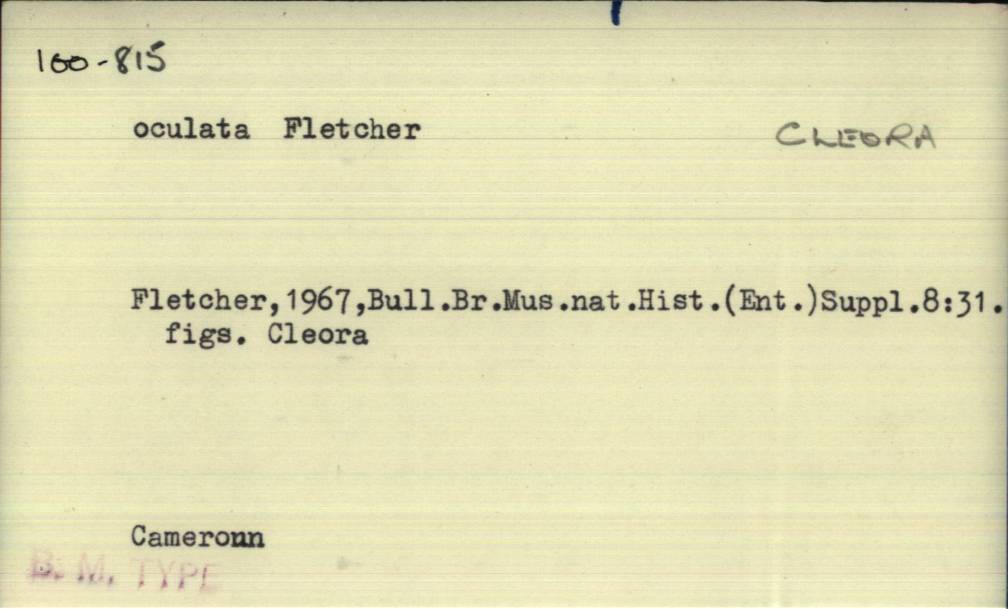 100-815
oculata Fletcher
CLEORA
Fletcher,1967,Bull.Br.Mus.nat.Hist.(Ent.)Suppl.8:31.
figs. Cleora
Cameroun
B. M. TYPE